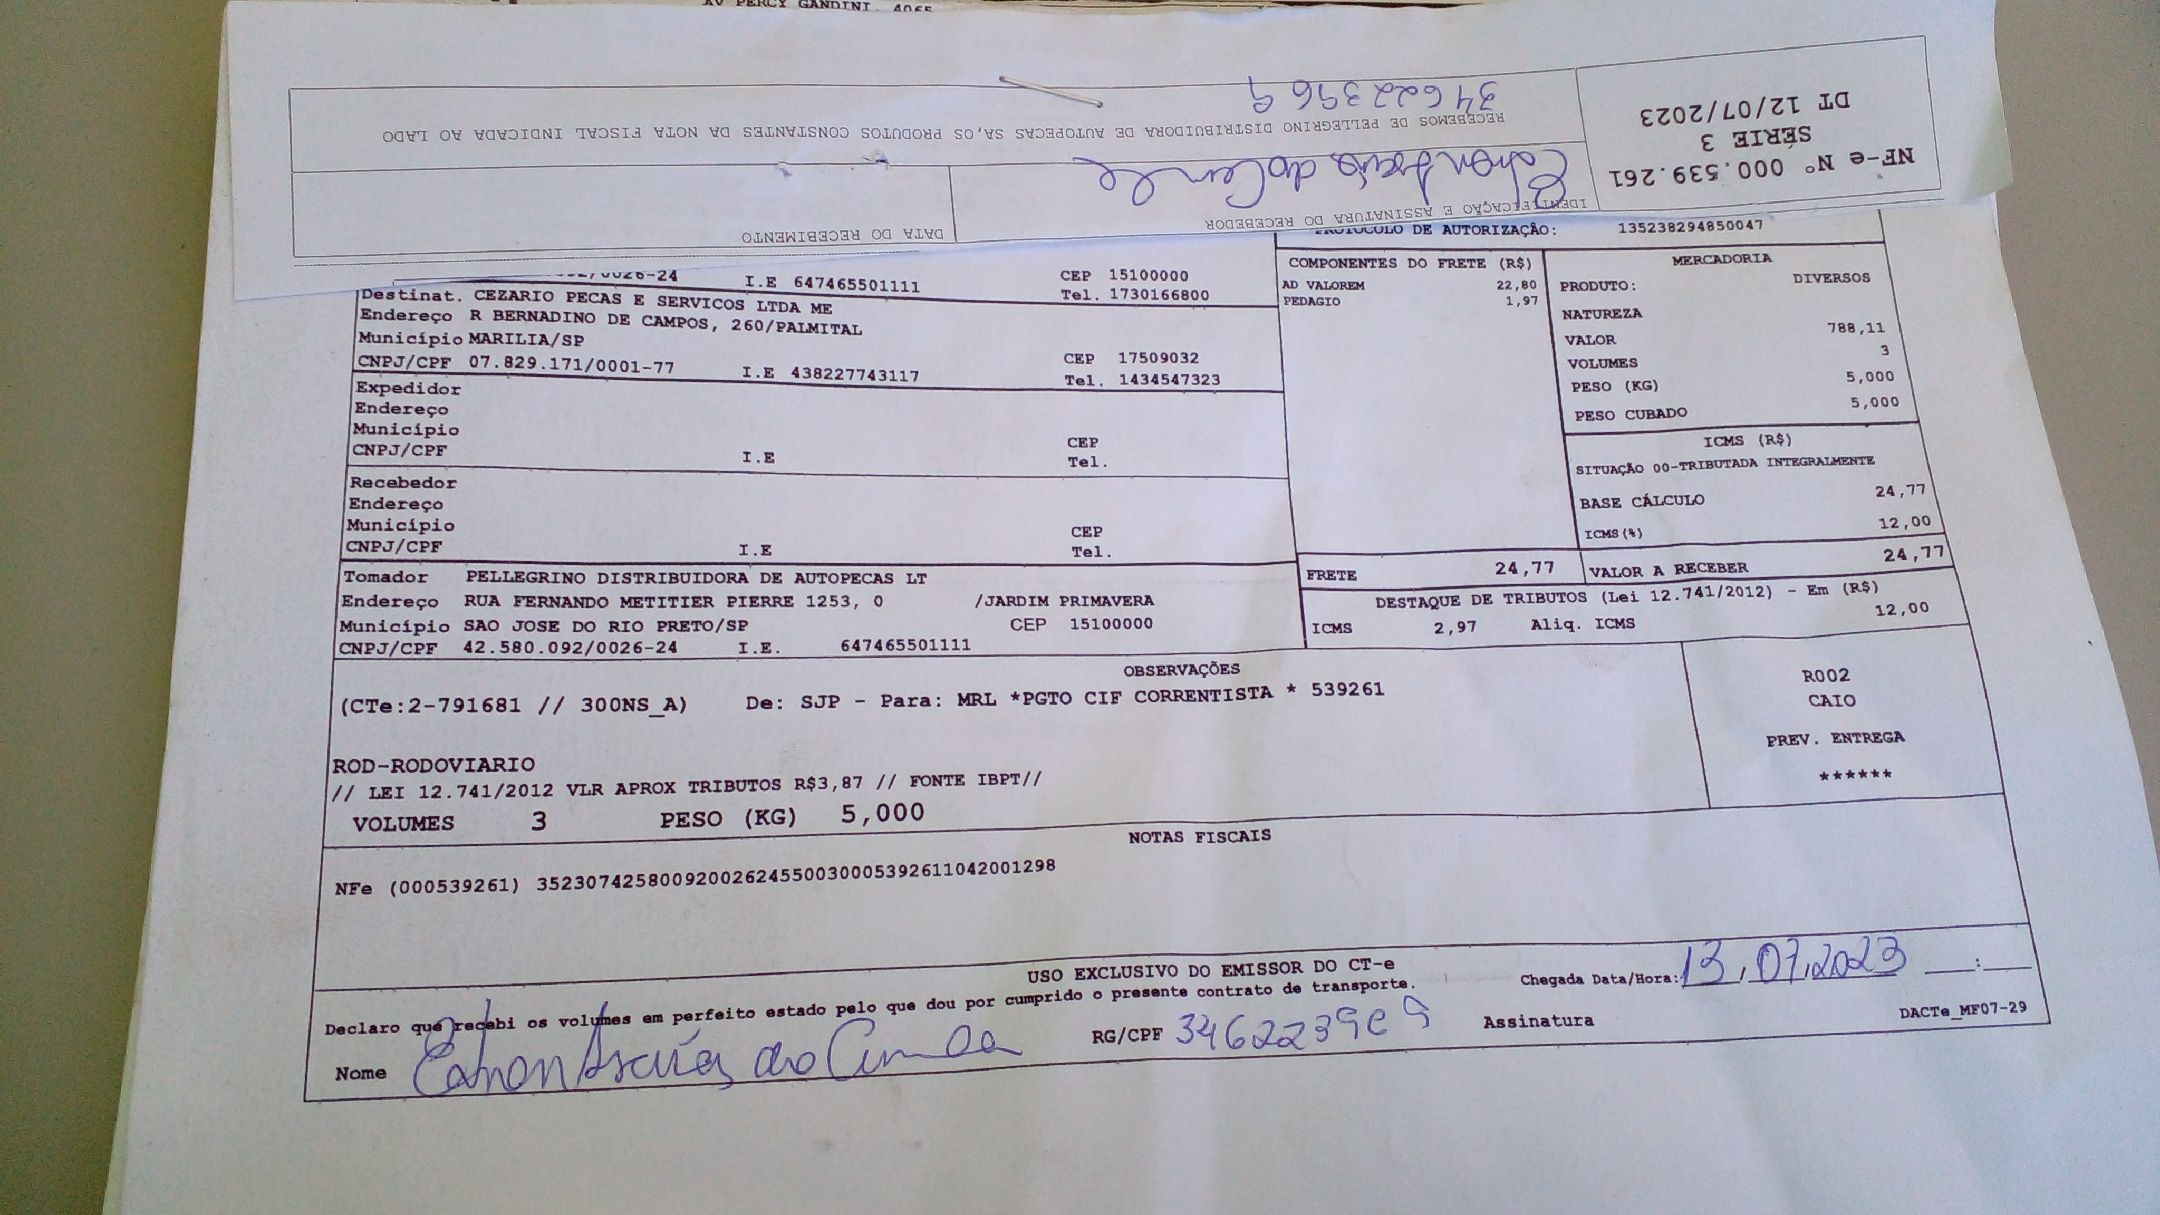 AV PERCY GANDINI, 4065
NF-e Nº 000.539.261
SÉRIE 3
DT 12/07/2023
RECEBEMOS DE PELLEGRINO DISTRIBUIDORA DE AUTOPECAS SA, OS PRODUTOS CONSTANTES DA NOTA FISCAL INDICADA AO LADO
346223969
DATA DO RECEBIMENTO
IDENTIFICAÇÃO E ASSINATURA DO RECEBEDOR
PROTOCOLO DE AUTORIZAÇÃO: 135238294850047
/0026-24 I.E 647465501111 CEP 15100000
Tel. 1730166800
Destinat. CEZARIO PECAS E SERVICOS LTDA ME
Endereço R BERNADINO DE CAMPOS, 260/PALMITAL
Município MARILIA/SP
CNPJ/CPF 07.829.171/0001-77 I.E 438227743117 CEP 17509032
Tel. 1434547323
Expedidor
Endereço
Município
CNPJ/CPF I.E CEP
Tel.
Recebedor
Endereço
Município
CNPJ/CPF I.E CEP
Tel.
Tomador PELLEGRINO DISTRIBUIDORA DE AUTOPECAS LT
Endereço RUA FERNANDO METITIER PIERRE 1253, 0 /JARDIM PRIMAVERA
Município SAO JOSE DO RIO PRETO/SP CEP 15100000
CNPJ/CPF 42.580.092/0026-24 I.E. 647465501111
COMPONENTES DO FRETE (R$)
AD VALOREM 22,80
PEDAGIO 1,97
MERCADORIA
PRODUTO: DIVERSOS
NATUREZA
VALOR 788,11
VOLUMES 3
PESO (KG) 5,000
PESO CUBADO 5,000
ICMS (R$)
SITUAÇÃO 00-TRIBUTADA INTEGRALMENTE
BASE CÁLCULO 24,77
ICMS(%) 12,00
FRETE 24,77 VALOR A RECEBER 24,77
DESTAQUE DE TRIBUTOS (Lei 12.741/2012) - Em (R$)
ICMS 2,97 Aliq. ICMS 12,00
OBSERVAÇÕES
(CTe:2-791681 // 300NS_A) De: SJP - Para: MRL *PGTO CIF CORRENTISTA * 539261
ROD-RODOVIARIO
// LEI 12.741/2012 VLR APROX TRIBUTOS R$3,87 // FONTE IBPT//
VOLUMES 3 PESO (KG) 5,000
R002
CAIO
PREV. ENTREGA
******
NOTAS FISCAIS
NFe (000539261) 35230742580092002624550030005392611042001298
USO EXCLUSIVO DO EMISSOR DO CT-e
Declaro que recebi os volumes em perfeito estado pelo que dou por cumprido o presente contrato de transporte.
Chegada Data/Hora: 13,07,2023 ___:___
Nome RG/CPF 346223969 Assinatura
DACTe_MF07-29